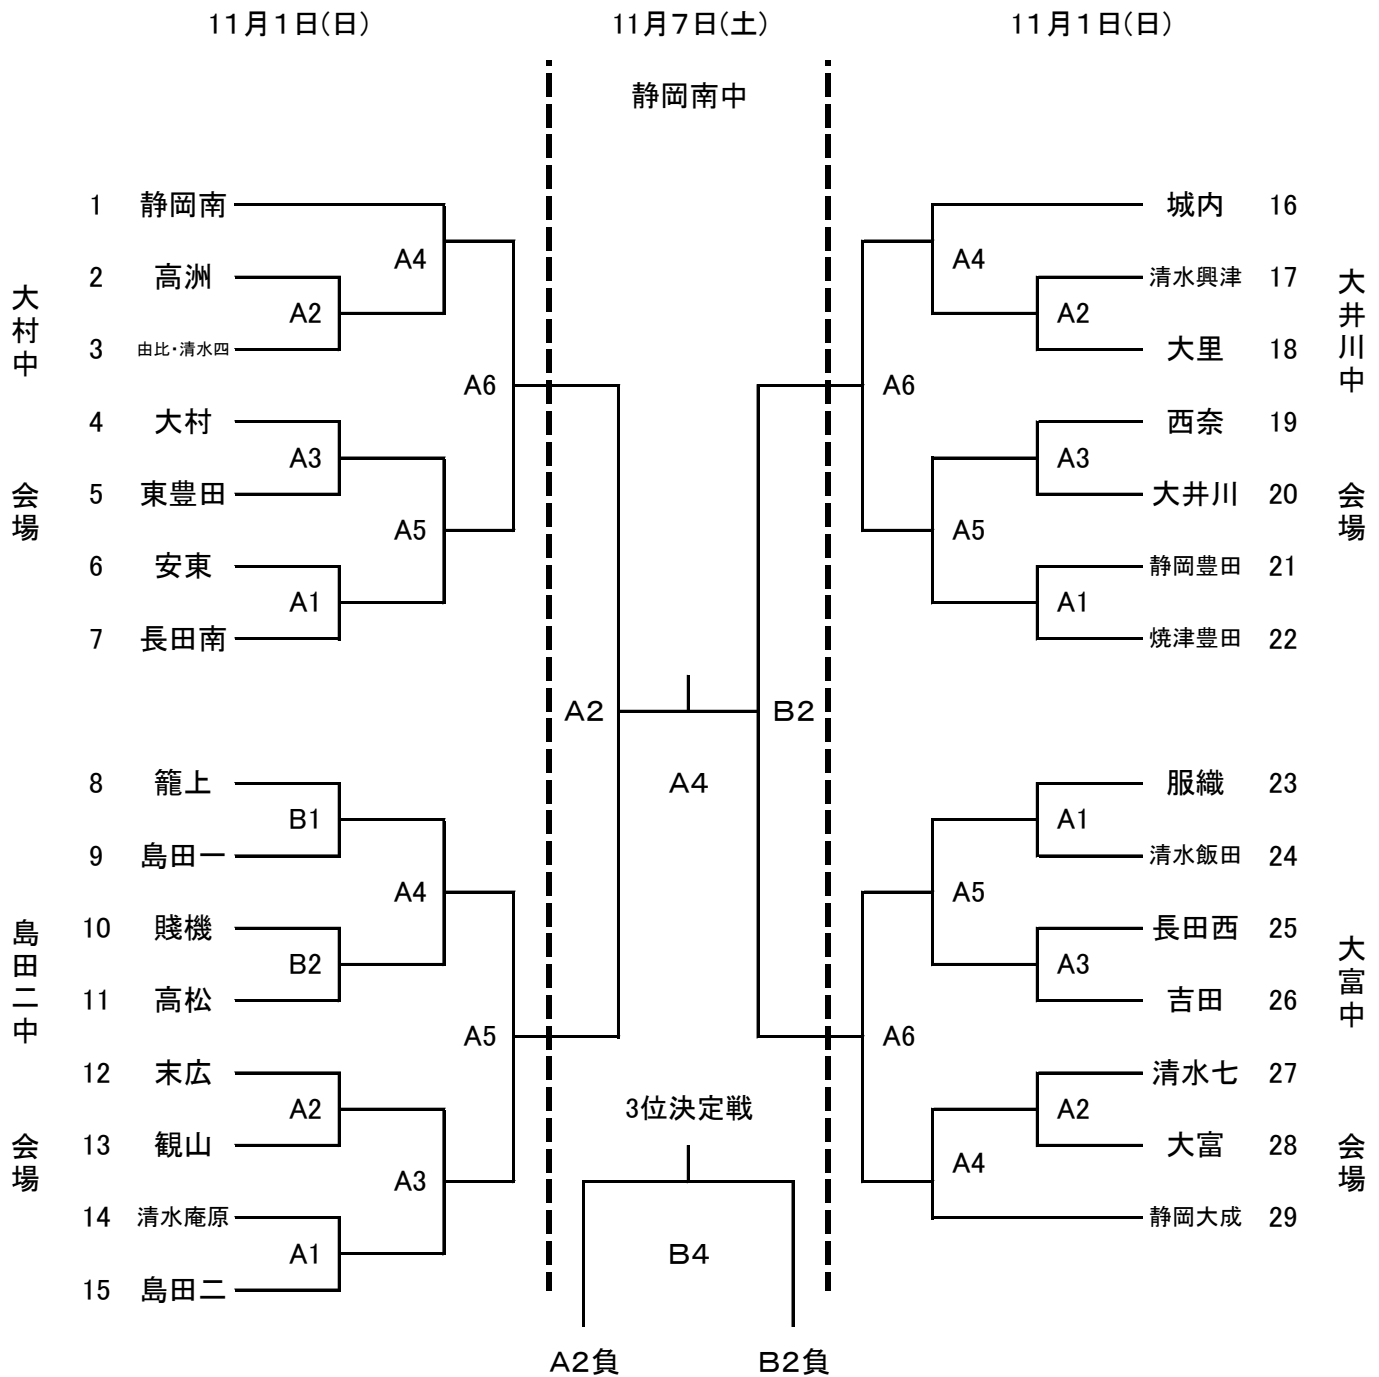 11月1日(日)
11月7日(土)
11月1日(日)
静岡南中
大村中
会場
1 静岡南
2 高洲
3 由比・清水四
4 大村
5 東豊田
6 安東
7 長田南
A4
A2
A6
A3
A5
A1
島田二中
会場
8 籠上
9 島田一
10 賤機
11 高松
12 末広
13 観山
14 清水庵原
15 島田二
B1
A4
B2
A5
A2
A3
A1
A2
A4
B2
3位決定戦
B4
A2負
B2負
城内 16
清水興津 17
大里 18
西奈 19
大井川 20
静岡豊田 21
焼津豊田 22
A4
A2
A6
A3
A5
A1
大井川中
会場
服織 23
清水飯田 24
長田西 25
吉田 26
清水七 27
大富 28
静岡大成 29
A1
A5
A3
A6
A2
A4
大富中
会場